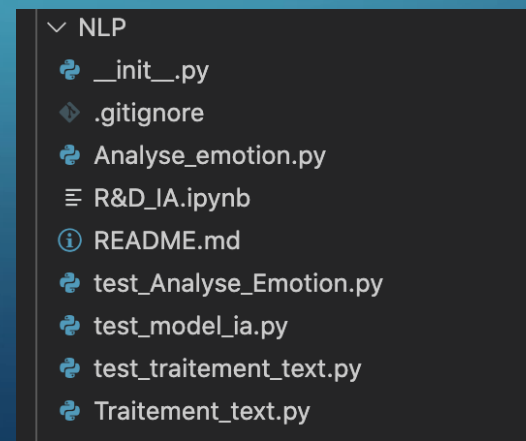 NLP
__init__.py
.gitignore
Analyse_emotion.py
R&D_IA.ipynb
README.md
test_Analyse_Emotion.py
test_model_ia.py
test_traitement_text.py
Traitement_text.py